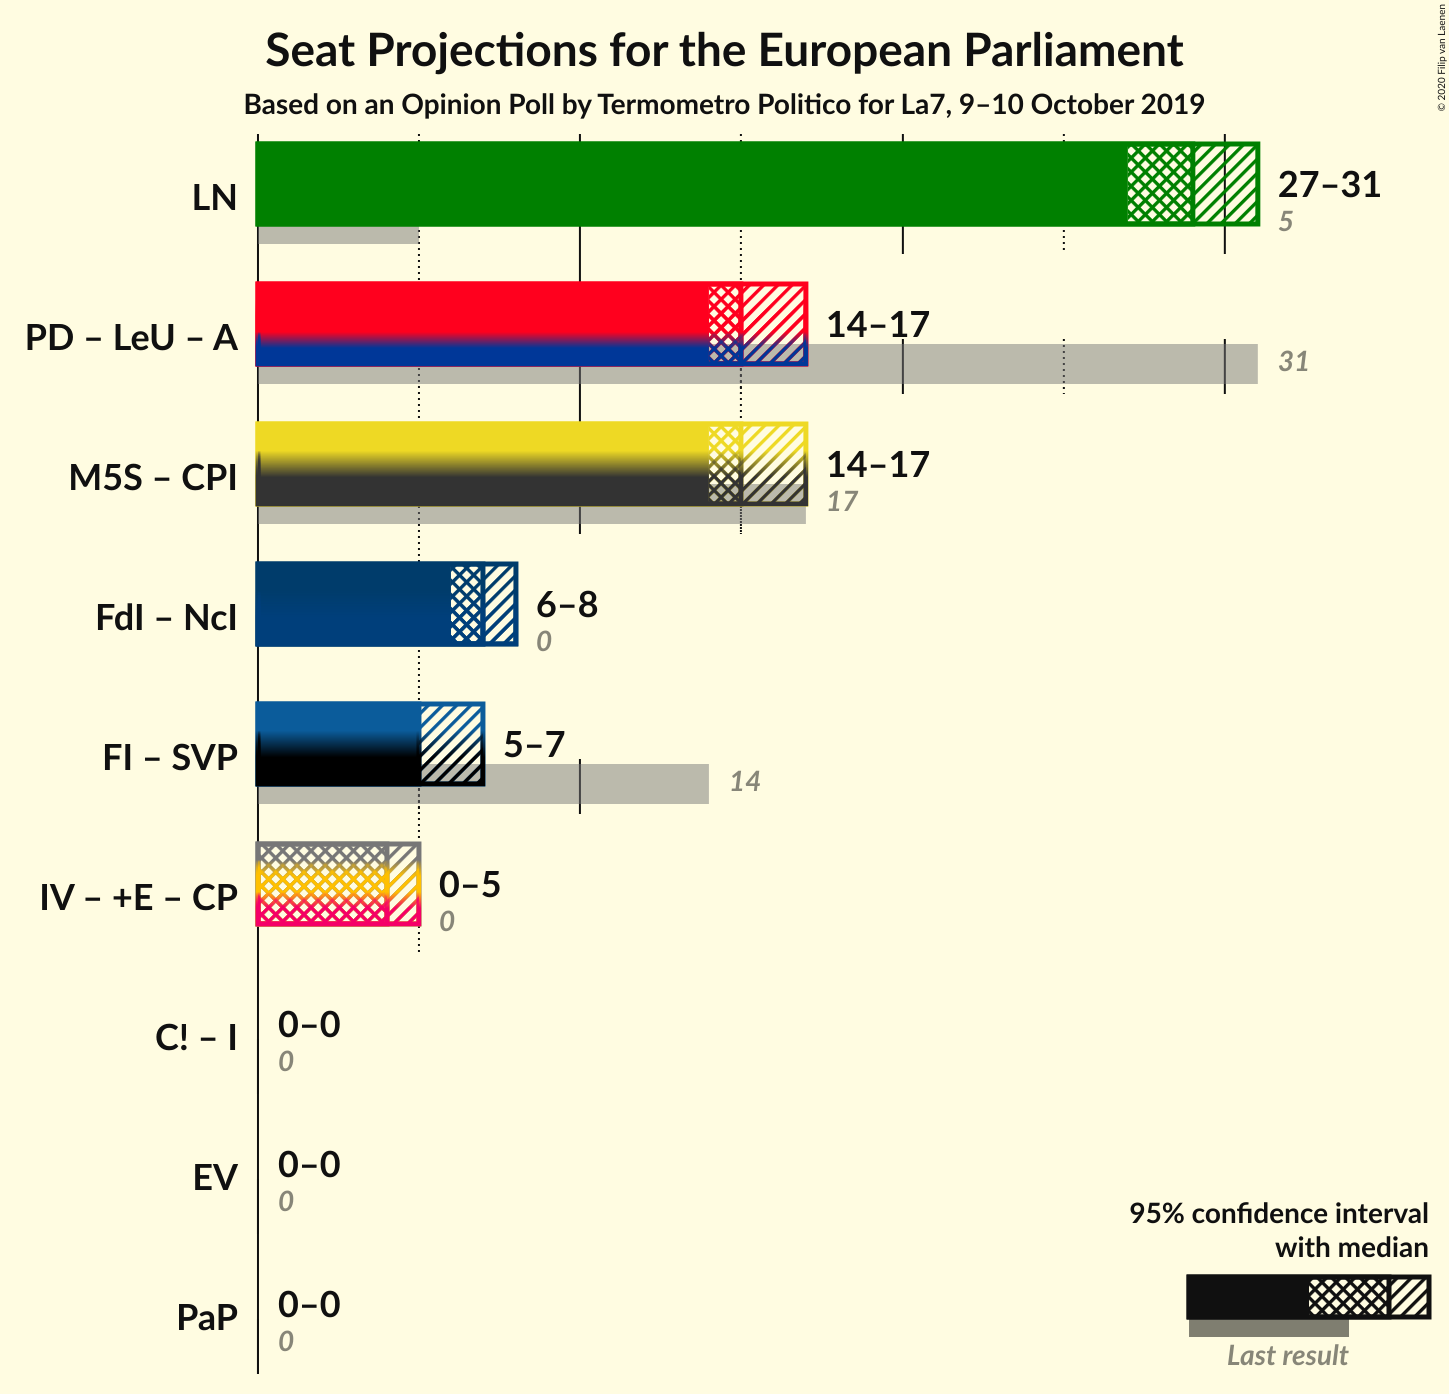 Seat Projections for the European Parliament
Based on an Opinion Poll by Termometro Politico for La7, 9–10 October 2019
© 2020 Filip van Laenen
LN
27–31
5
PD – LeU – A
14–17
31
M5S – CPI
14–17
17
FdI – NcI
6–8
0
FI – SVP
5–7
14
IV – +E – CP
0–5
0
C! – I
0–0
0
EV
0–0
0
PaP
0–0
0
95% confidence interval
with median
Last result